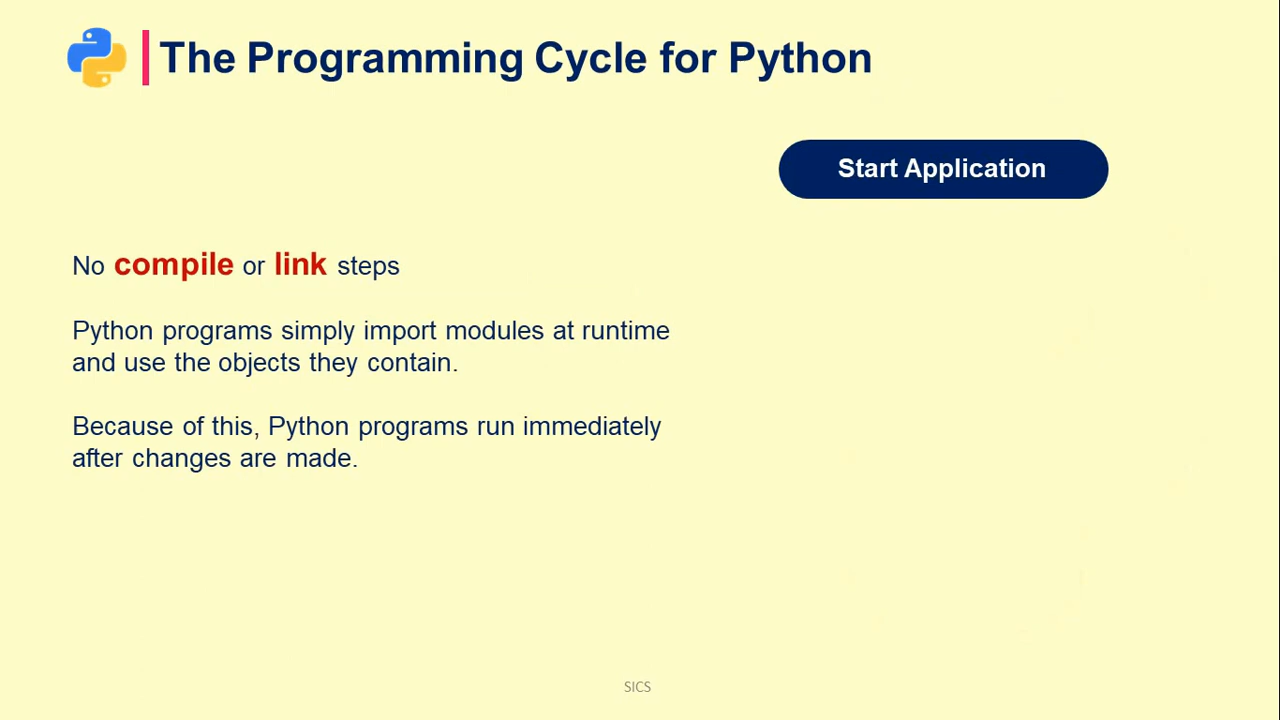 The Programming Cycle for Python
Start Application
No compile or link steps
Python programs simply import modules at runtime
and use the objects they contain.
Because of this, Python programs run immediately
after changes are made.
SICS